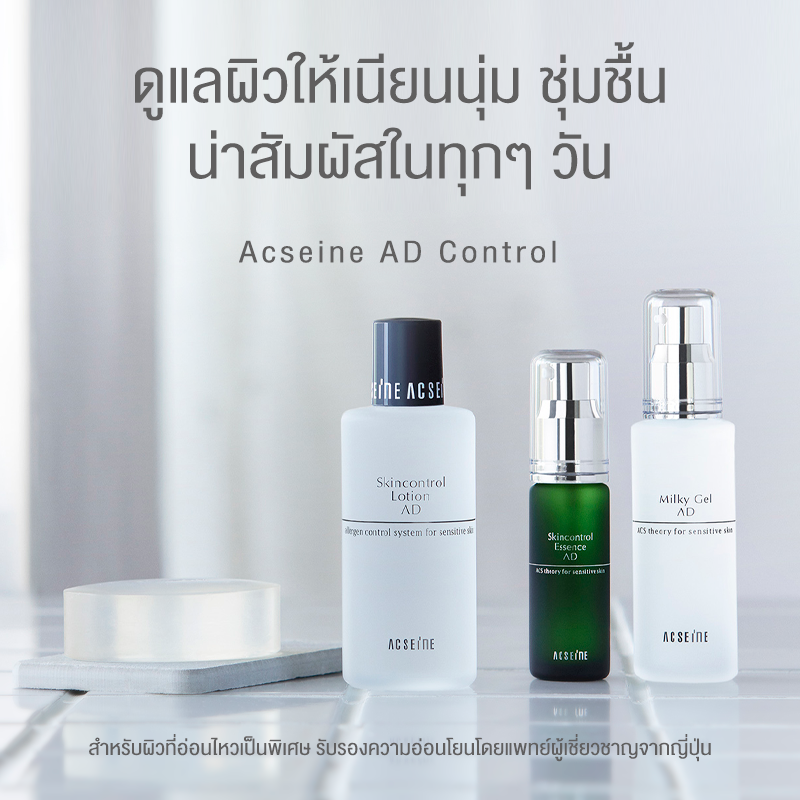 ดูแลผิวให้เนียนนุ่ม ชุ่มชื้น
น่าสัมผัสในทุกๆ วัน
Acseine AD Control
ACSEINE
Skincontrol
Lotion
AD
allergen control system for sensitive skin
ACSEINE
Skincontrol
Essence
AD
ACS theory for sensitive skin
ACSEINE
Milky Gel
AD
ACS theory for sensitive skin
ACSEINE
สำหรับผิวที่อ่อนไหวเป็นพิเศษ รับรองความอ่อนโยนโดยแพทย์ผู้เชี่ยวชาญจากญี่ปุ่น